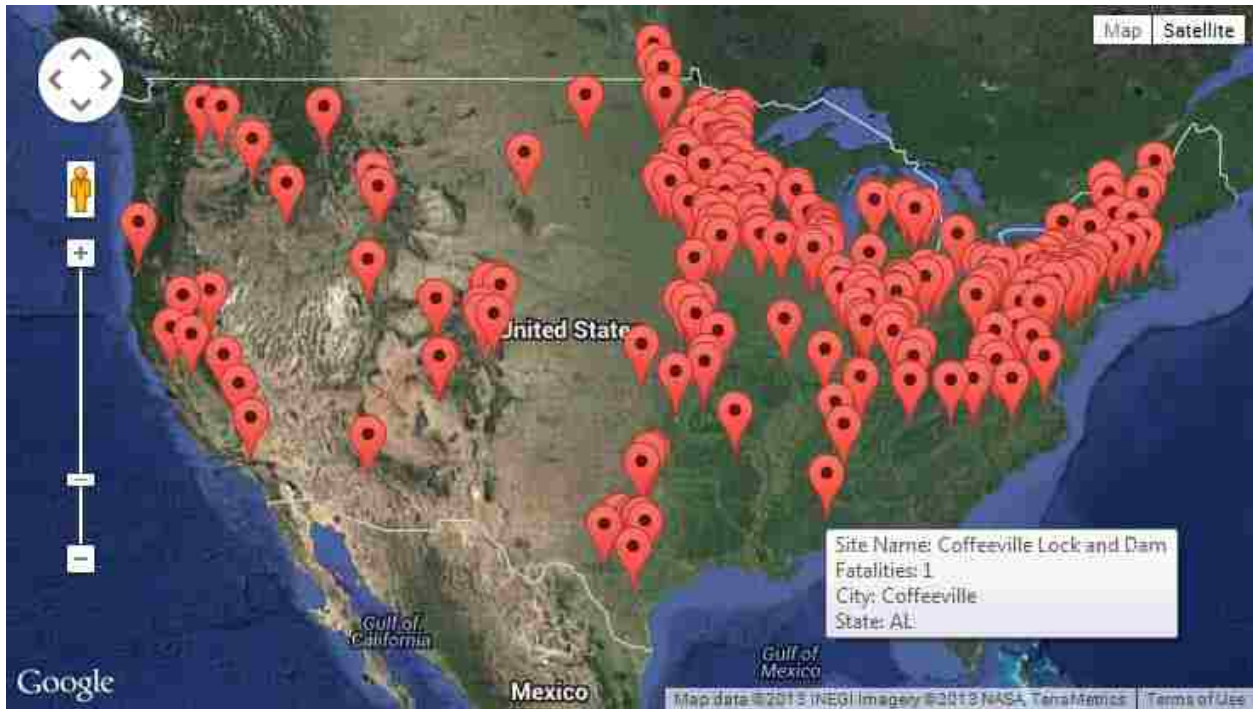 Map Satellite
United State
Site Name: Coffeeville Lock and Dam
Fatalities: 1
City: Coffeeville
State: AL
Gulf of
California
Gulf of
Mexico
Mexico
Google
Map data ©2013 INEGI Imagery ©2013 NASA, TerraMetrics Terms of Use